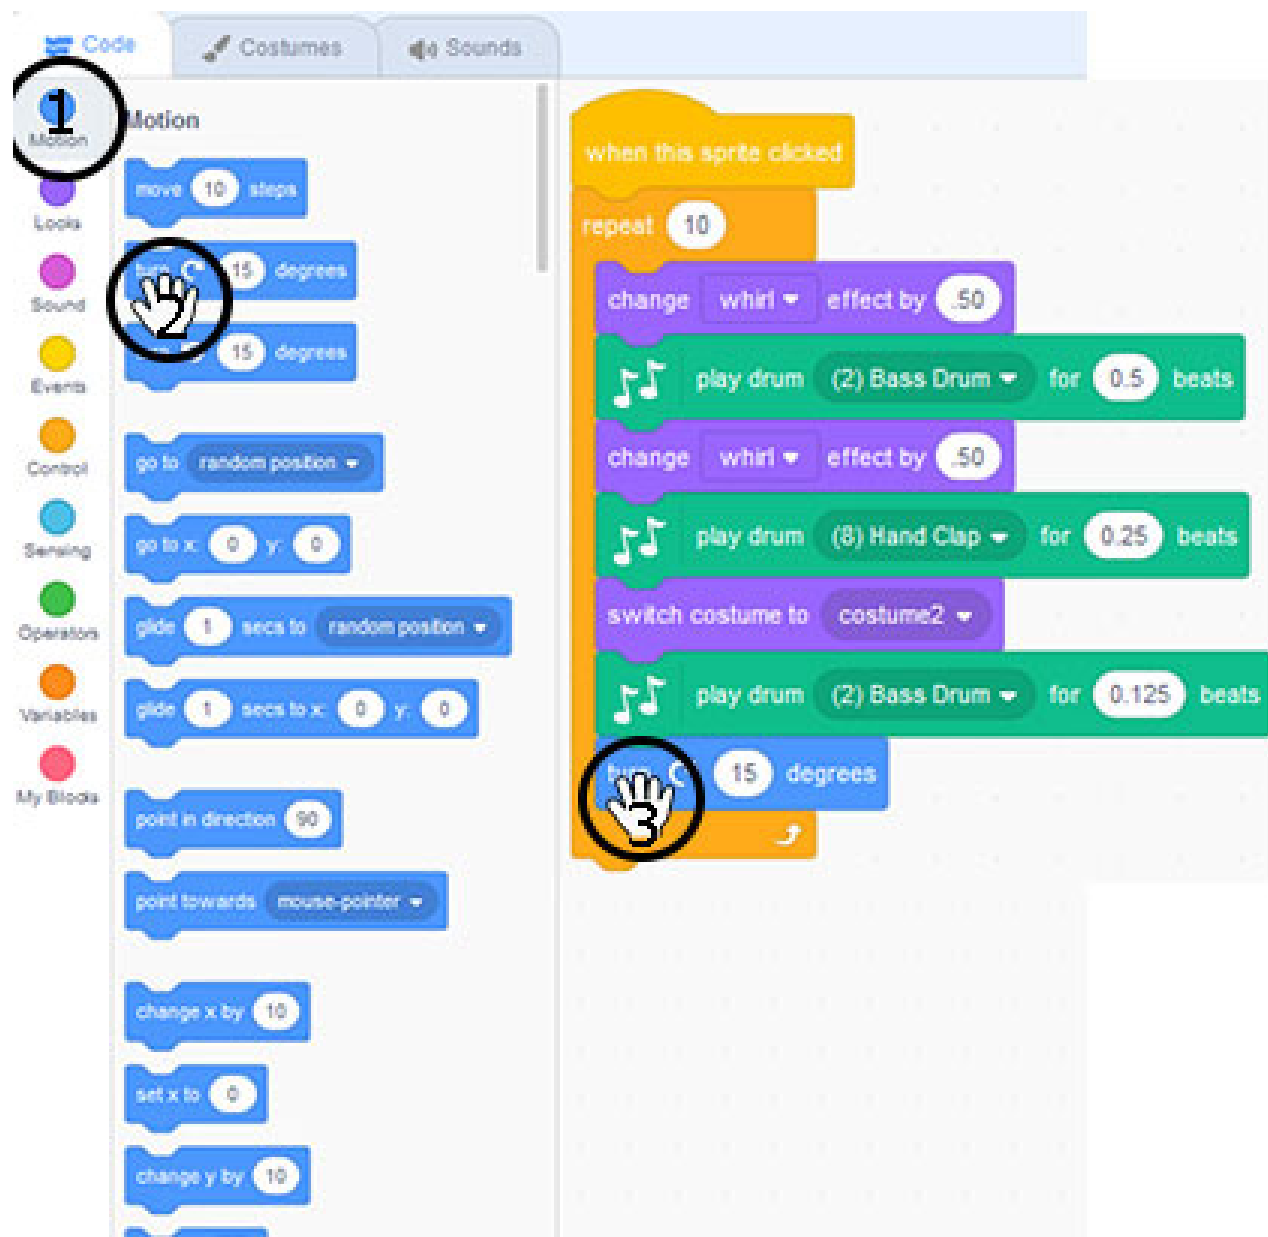 Code Costumes Sounds
1
Motion
Looks
Sound
Events
Control
Sensing
Operators
Variables
My Blocks
Motion
move 10 steps
turn 15 degrees
2
15 degrees
go to random position
go to x: 0 y: 0
glide 1 secs to random position
glide 1 secs to x: 0 y: 0
point in direction 90
point towards mouse-pointer
change x by 10
set x to 0
change y by 10
when this sprite clicked
repeat 10
change whirl effect by .50
play drum (2) Bass Drum for 0.5 beats
change whirl effect by .50
play drum (8) Hand Clap for 0.25 beats
switch costume to costume2
play drum (2) Bass Drum for 0.125 beats
turn 15 degrees
3